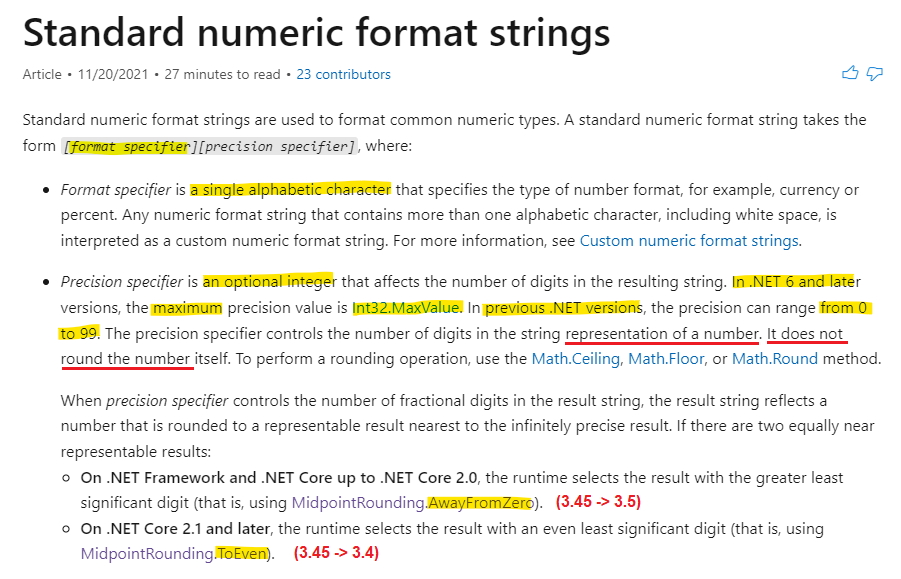 Standard numeric format strings
Article • 11/20/2021 • 27 minutes to read • 23 contributors
Standard numeric format strings are used to format common numeric types. A standard numeric format string takes the
form [format specifier][precision specifier], where:
• Format specifier is a single alphabetic character that specifies the type of number format, for example, currency or
percent. Any numeric format string that contains more than one alphabetic character, including white space, is
interpreted as a custom numeric format string. For more information, see Custom numeric format strings.
• Precision specifier is an optional integer that affects the number of digits in the resulting string. In .NET 6 and later
versions, the maximum precision value is Int32.MaxValue. In previous .NET versions, the precision can range from 0
to 99. The precision specifier controls the number of digits in the string representation of a number. It does not
round the number itself. To perform a rounding operation, use the Math.Ceiling, Math.Floor, or Math.Round method.
When precision specifier controls the number of fractional digits in the result string, the result string reflects a
number that is rounded to a representable result nearest to the infinitely precise result. If there are two equally near
representable results:
○ On .NET Framework and .NET Core up to .NET Core 2.0, the runtime selects the result with the greater least
significant digit (that is, using MidpointRounding.AwayFromZero). (3.45 -> 3.5)
○ On .NET Core 2.1 and later, the runtime selects the result with an even least significant digit (that is, using
MidpointRounding.ToEven). (3.45 -> 3.4)